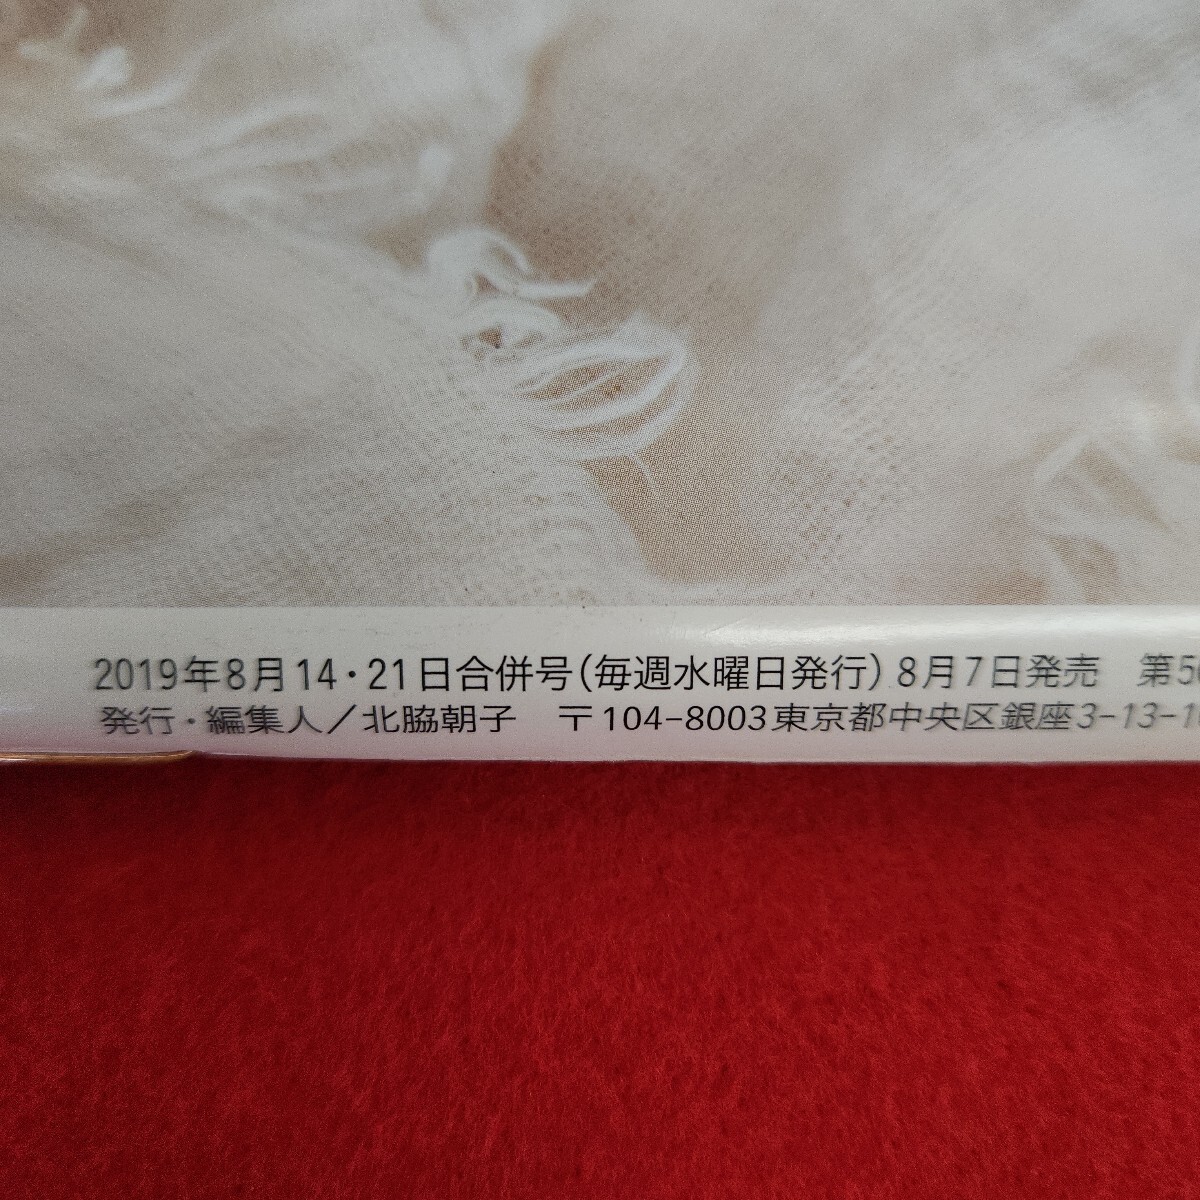 2019年8月14・21日合併号(毎週水曜日発行) 8月7日発売　第5
発行・編集人/北脇朝子　〒104-8003東京都中央区銀座3-13-1